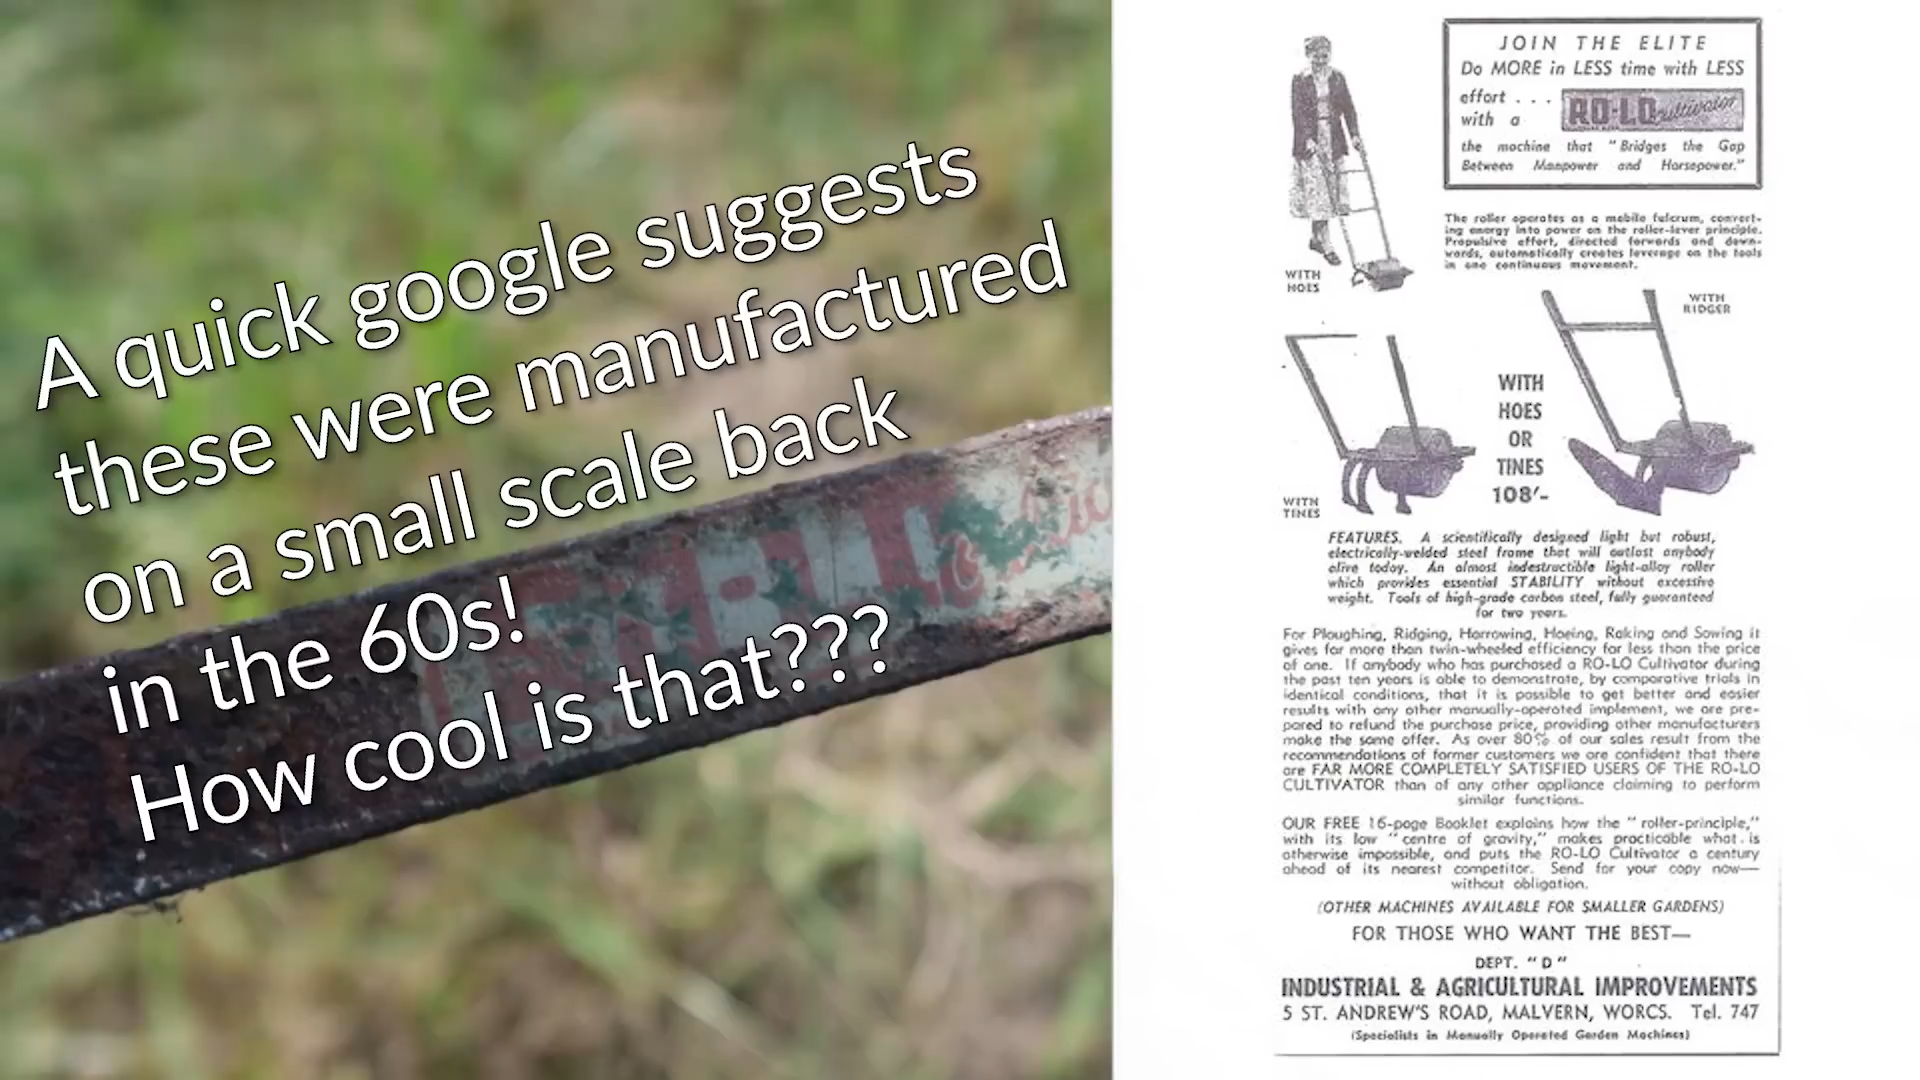 A quick google suggests
these were manufactured
on a small scale back
in the 60s!
How cool is that???
JOIN THE ELITE
Do MORE in LESS time with LESS
effort . . .
with a
RO-LO Cultivator
the machine that "Bridges the Gap
Between Manpower and Horsepower."
The roller operates as a mobile fulcrum, convert-
ing energy into power on the roller-lever principle.
Propulsive effort, directed forwards and down-
wards, automatically creates leverage on the tools
in one continuous movement.
WITH
HOES
WITH
RIDGER
WITH
HOES
OR
TINES
108'-
WITH
TINES
FEATURES. A scientifically designed light but robust,
electrically-welded steel frame that will outlast anybody
alive today. An almost indestructible light-alloy roller
which provides essential STABILITY without excessive
weight. Tools of high-grade carbon steel, fully guaranteed
for two years.
For Ploughing, Ridging, Harrowing, Hoeing, Raking and Sowing it
gives far more than twin-wheeled efficiency for less than the price
of one. If anybody who has purchased a RO-LO Cultivator during
the past ten years is able to demonstrate, by comparative trials in
identical conditions, that it is possible to get better and easier
results with any other manually-operated implement, we are pre-
pared to refund the purchase price, providing other manufacturers
make the same offer. As over 80% of our sales result from the
recommendations of former customers we are confident that there
are FAR MORE COMPLETELY SATISFIED USERS OF THE RO-LO
CULTIVATOR than of any other appliance claiming to perform
similar functions.
OUR FREE 16-page Booklet explains how the "roller-principle,"
with its low "centre of gravity," makes practicable what is
otherwise impossible, and puts the RO-LO Cultivator a century
ahead of its nearest competitor. Send for your copy now—
without obligation.
(OTHER MACHINES AVAILABLE FOR SMALLER GARDENS)
FOR THOSE WHO WANT THE BEST—
DEPT. "D"
INDUSTRIAL & AGRICULTURAL IMPROVEMENTS
5 ST. ANDREW'S ROAD, MALVERN, WORCS. Tel. 747
(Specialists in Manually Operated Garden Machines)